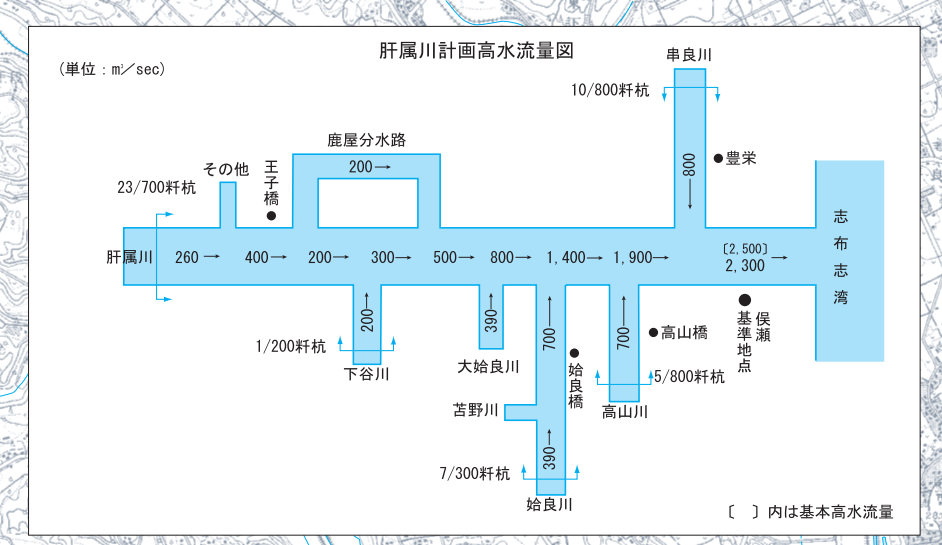 肝属川計画高水流量図
(単位：m³／sec)
串良川
10/800粁杭
800
豊栄
鹿屋分水路
200→
その他
王子橋
23/700粁杭
肝属川
260→
400→
200→
300→
500→
800→
1,400→
1,900→
〔2,500〕
2,300→
志布志湾
200→
1/200粁杭
下谷川
390→
大姶良川
700→
姶良橋
苫野川
390→
7/300粁杭
姶良川
700→
高山橋
5/800粁杭
高山川
俣瀬
基準地点
〔　〕内は基本高水流量